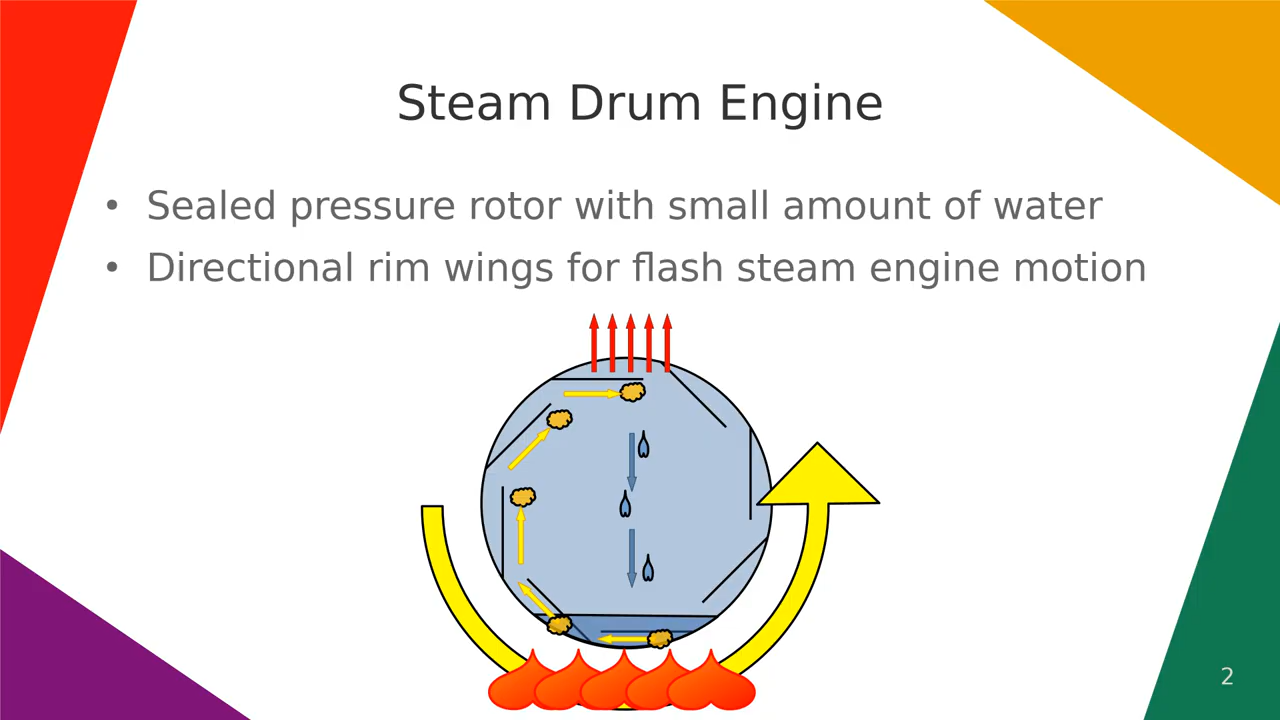 Steam Drum Engine
• Sealed pressure rotor with small amount of water
• Directional rim wings for flash steam engine motion
2